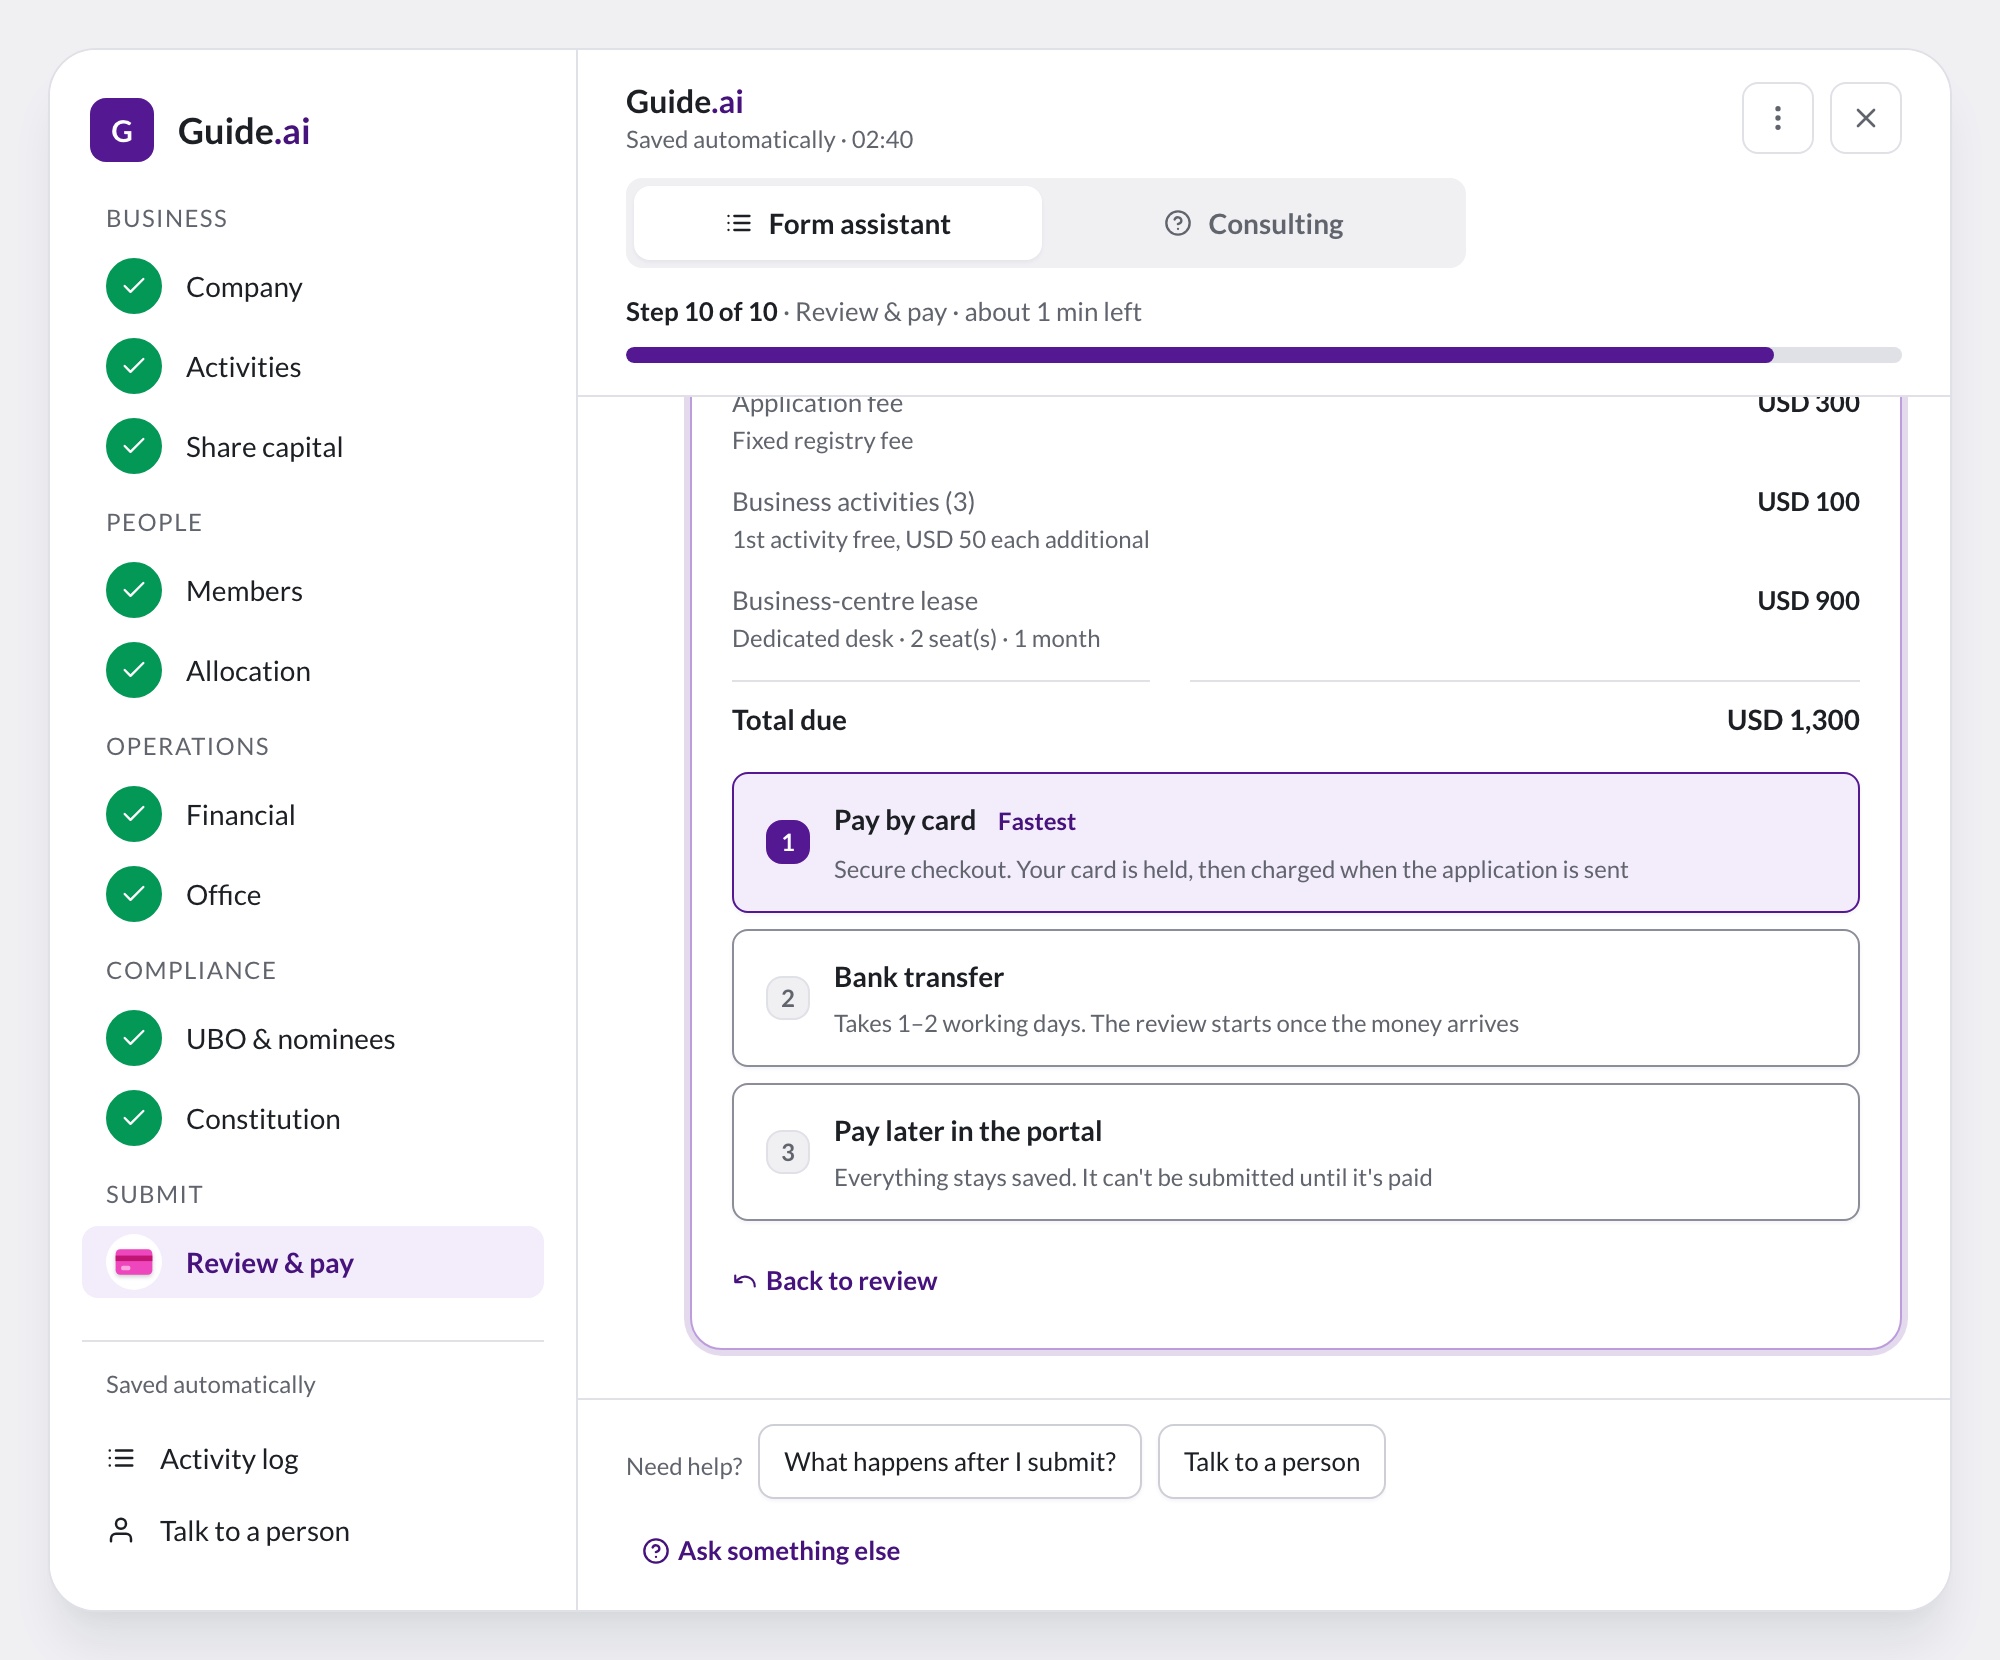 G Guide.ai
BUSINESS
Company
Activities
Share capital
PEOPLE
Members
Allocation
OPERATIONS
Financial
Office
COMPLIANCE
UBO & nominees
Constitution
SUBMIT
Review & pay
Saved automatically
Activity log
Talk to a person
Guide.ai
Saved automatically · 02:40
Form assistant
Consulting
Step 10 of 10 · Review & pay · about 1 min left
Application fee USD 300
Fixed registry fee
Business activities (3) USD 100
1st activity free, USD 50 each additional
Business-centre lease USD 900
Dedicated desk · 2 seat(s) · 1 month
Total due USD 1,300
1 Pay by card Fastest
Secure checkout. Your card is held, then charged when the application is sent
2 Bank transfer
Takes 1–2 working days. The review starts once the money arrives
3 Pay later in the portal
Everything stays saved. It can't be submitted until it's paid
Back to review
Need help? What happens after I submit? Talk to a person
Ask something else